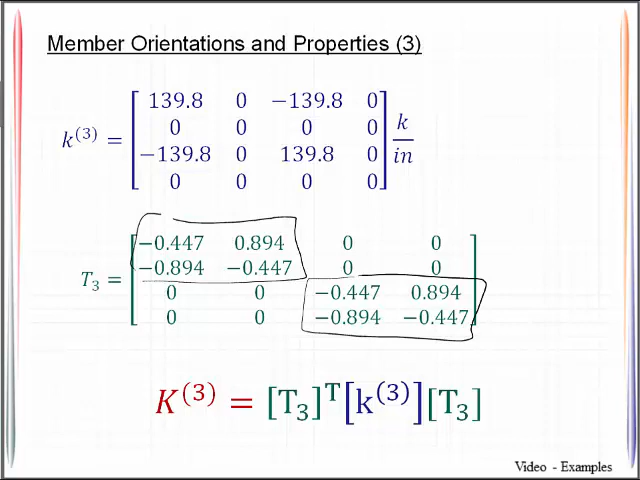 Member Orientations and Properties (3)
139.8 0 −139.8 0
0 0 0 0
k⁽³⁾ = k/in
−139.8 0 139.8 0
0 0 0 0
−0.447 0.894 0 0
−0.894 −0.447 0 0
T₃ =
0 0 −0.447 0.894
0 0 −0.894 −0.447
K⁽³⁾ = [T₃]ᵀ[k⁽³⁾][T₃]
Video - Examples